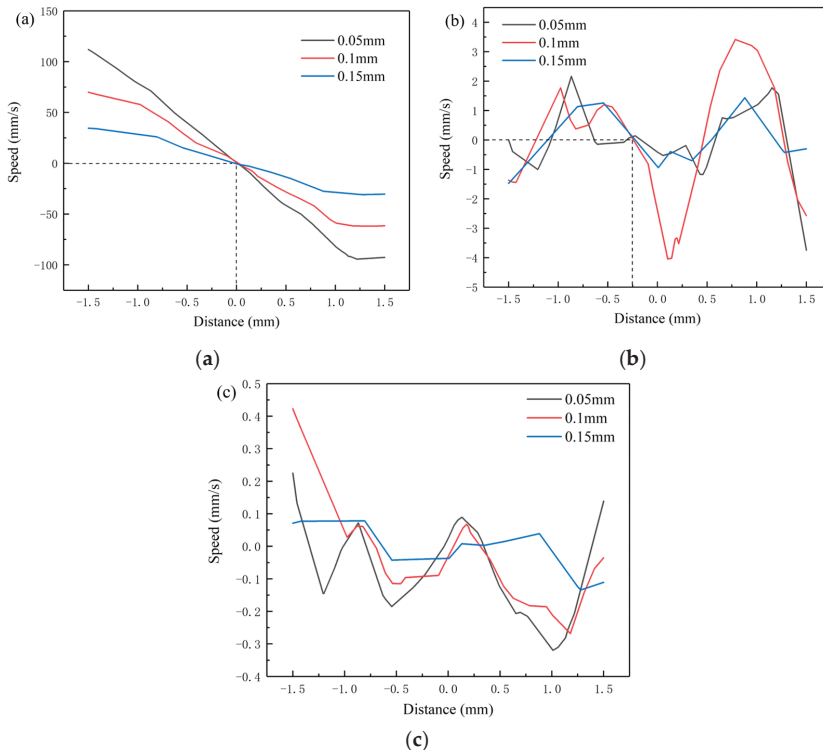 (a)
0.05mm
0.1mm
0.15mm
150
100
50
0
-50
-100
Speed (mm/s)
-1.5 -1.0 -0.5 0.0 0.5 1.0 1.5
Distance (mm)
(a)
(b)
0.05mm
0.1mm
0.15mm
4
3
2
1
0
-1
-2
-3
-4
-5
Speed (mm/s)
-1.5 -1.0 -0.5 0.0 0.5 1.0 1.5
Distance (mm)
(b)
(c)
0.05mm
0.1mm
0.15mm
0.5
0.4
0.3
0.2
0.1
0.0
-0.1
-0.2
-0.3
-0.4
Speed (mm/s)
-1.5 -1.0 -0.5 0.0 0.5 1.0 1.5
Distance (mm)
(c)